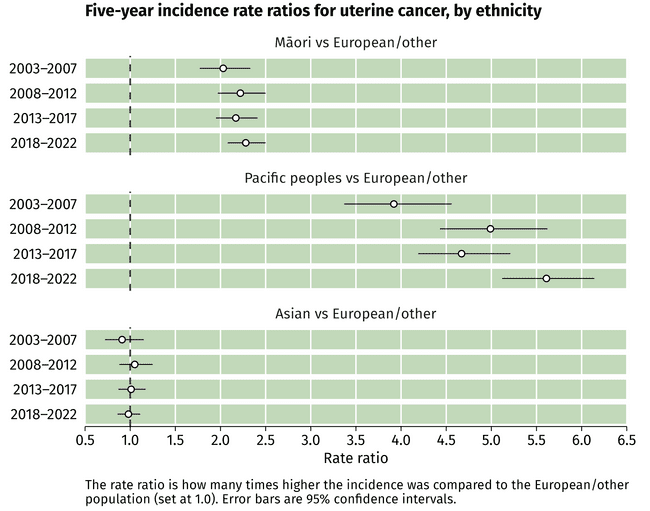 Five-year incidence rate ratios for uterine cancer, by ethnicity
Māori vs European/other
2003–2007
2008–2012
2013–2017
2018–2022
Pacific peoples vs European/other
2003–2007
2008–2012
2013–2017
2018–2022
Asian vs European/other
2003–2007
2008–2012
2013–2017
2018–2022
0.5 1.0 1.5 2.0 2.5 3.0 3.5 4.0 4.5 5.0 5.5 6.0 6.5
Rate ratio
The rate ratio is how many times higher the incidence was compared to the European/other
population (set at 1.0). Error bars are 95% confidence intervals.